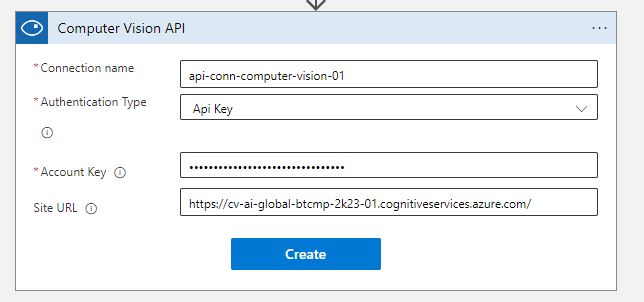 Computer Vision API
* Connection name
api-conn-computer-vision-01
* Authentication Type
Api Key
* Account Key
••••••••••••••••••••••••••••••••
Site URL
https://cv-ai-global-btcmp-2k23-01.cognitiveservices.azure.com/
Create